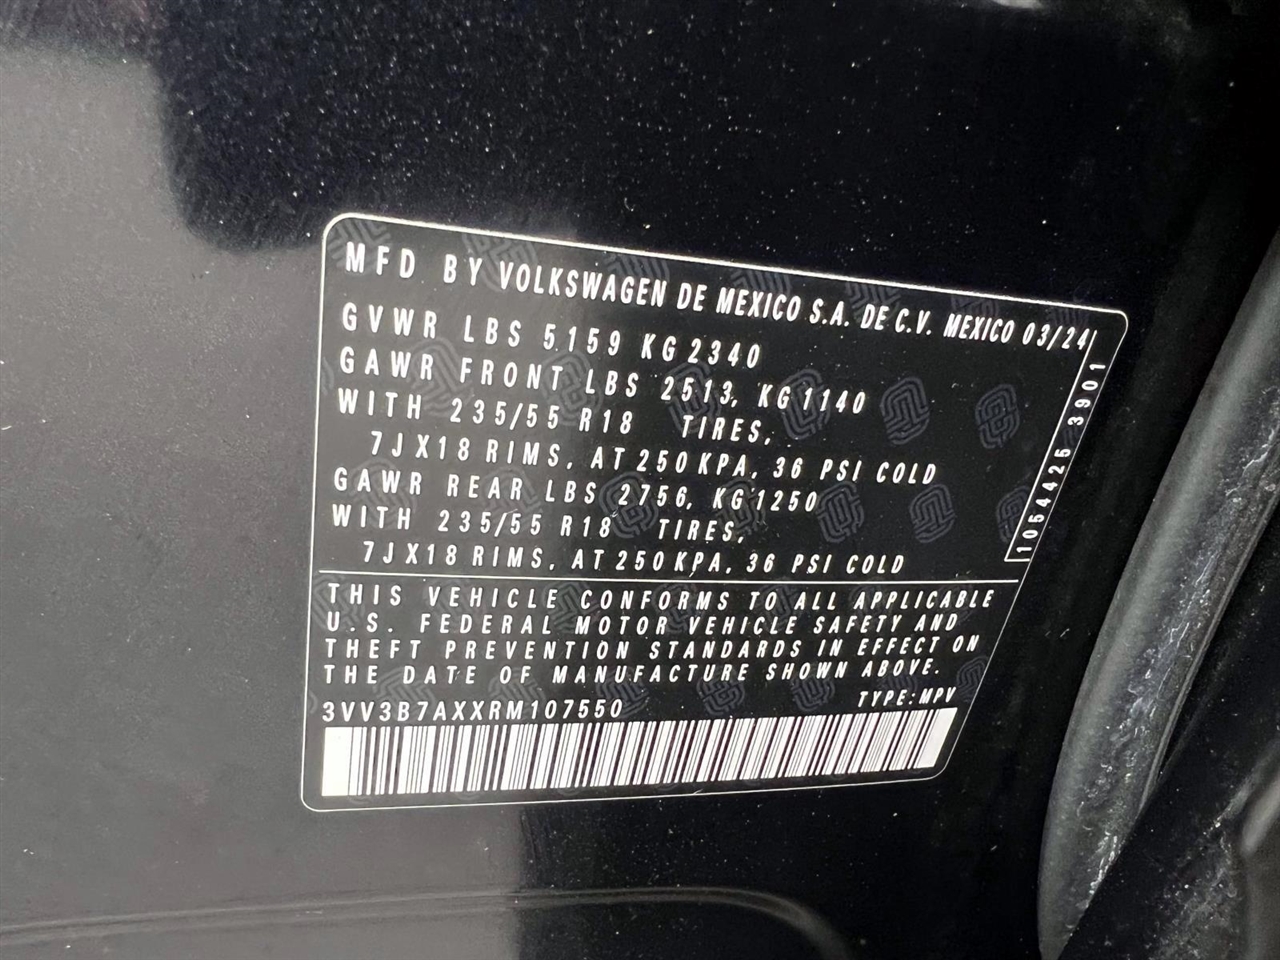 MFD BY VOLKSWAGEN DE MEXICO S.A. DE C.V. MEXICO 03/24
GVWR LBS 5159 KG 2340
GAWR FRONT LBS 2513, KG 1140
WITH 235/55 R18 TIRES,
7JX18 RIMS, AT 250 KPA, 36 PSI COLD
GAWR REAR LBS 2756, KG 1250
WITH 235/55 R18 TIRES,
7JX18 RIMS, AT 250 KPA, 36 PSI COLD
1054425 3901
THIS VEHICLE CONFORMS TO ALL APPLICABLE
U.S. FEDERAL MOTOR VEHICLE SAFETY AND
THEFT PREVENTION STANDARDS IN EFFECT ON
THE DATE OF MANUFACTURE SHOWN ABOVE.
3VV3B7AXXRM107550 TYPE: MPV